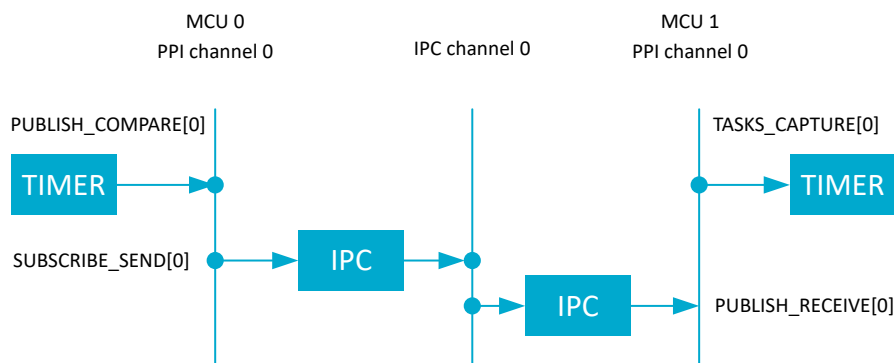 MCU 0
PPI channel 0
IPC channel 0
MCU 1
PPI channel 0
PUBLISH_COMPARE[0]
TASKS_CAPTURE[0]
TIMER
TIMER
SUBSCRIBE_SEND[0]
IPC
IPC
PUBLISH_RECEIVE[0]